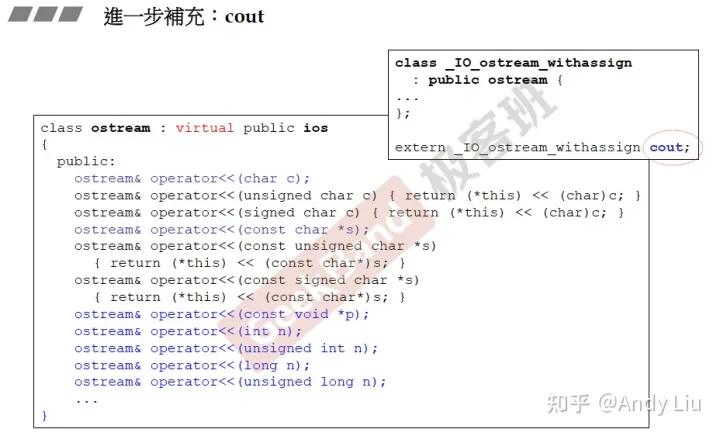 進一步補充：cout
class _IO_ostream_withassign
: public ostream {
...
};
extern _IO_ostream_withassign cout;
class ostream : virtual public ios
{
public:
ostream& operator<<(char c);
ostream& operator<<(unsigned char c) { return (*this) << (char)c; }
ostream& operator<<(signed char c) { return (*this) << (char)c; }
ostream& operator<<(const char *s);
ostream& operator<<(const unsigned char *s)
{ return (*this) << (const char*)s; }
ostream& operator<<(const signed char *s)
{ return (*this) << (const char*)s; }
ostream& operator<<(const void *p);
ostream& operator<<(int n);
ostream& operator<<(unsigned int n);
ostream& operator<<(long n);
ostream& operator<<(unsigned long n);
...
}
GeekBand 极客班
知乎 @Andy Liu